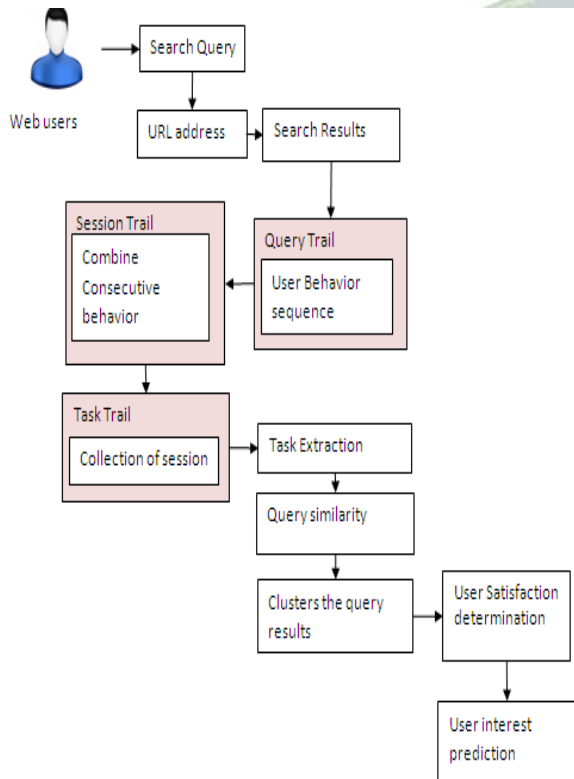 Search Query
Web users
URL address
Search Results
Session Trail
Combine
Consecutive
behavior
Query Trail
User Behavior
sequence
Task Trail
Collection of session
Task Extraction
Query similarity
Clusters the query
results
User Satisfaction
determination
User interest
prediction